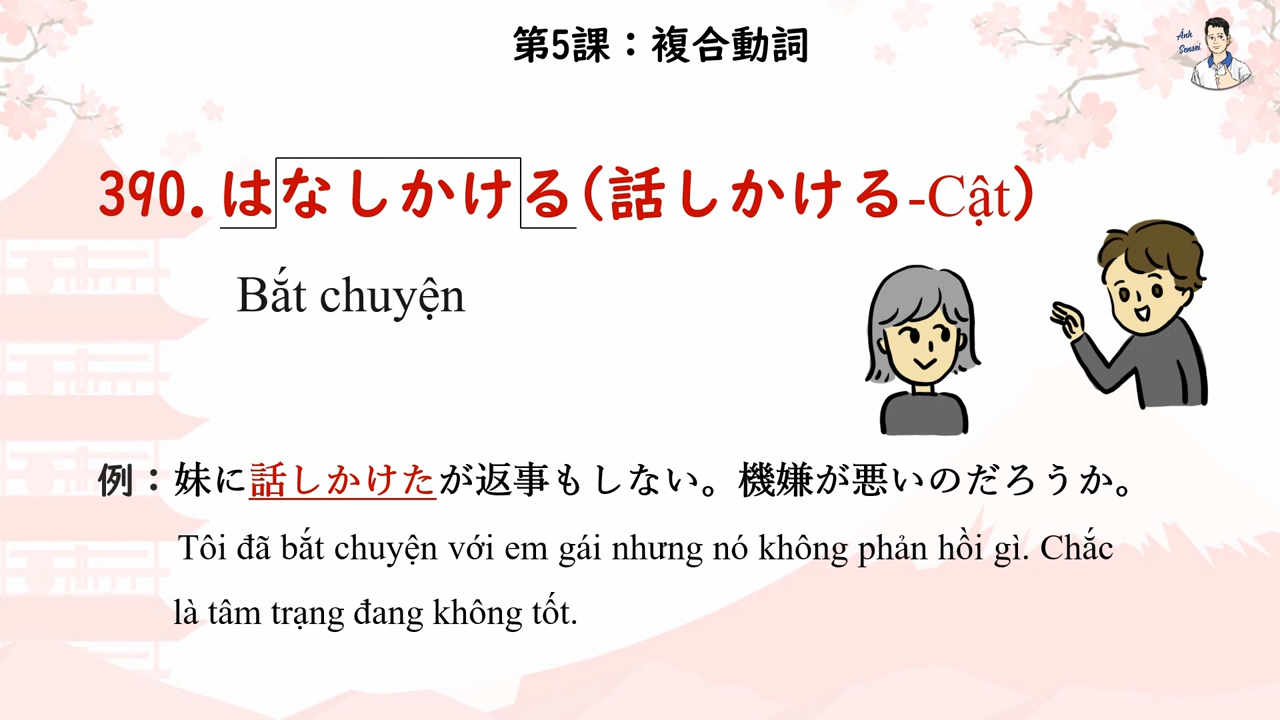 第5課：複合動詞
Ánh
Sensei
390. はなしかける(話しかける-Cật)
Bắt chuyện
例：妹に話しかけたが返事もしない。機嫌が悪いのだろうか。
Tôi đã bắt chuyện với em gái nhưng nó không phản hồi gì. Chắc
là tâm trạng đang không tốt.